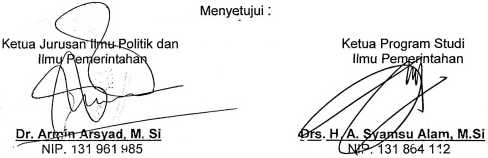 Menyetujui :
Ketua Jurusan Ilmu Politik dan
Ilmu Pemerintahan
Dr. Armin Arsyad, M. Si
NIP. 131 961 985
Ketua Program Studi
Ilmu Pemerintahan
Drs. H. A. Syamsu Alam, M.Si
NIP. 131 864 112